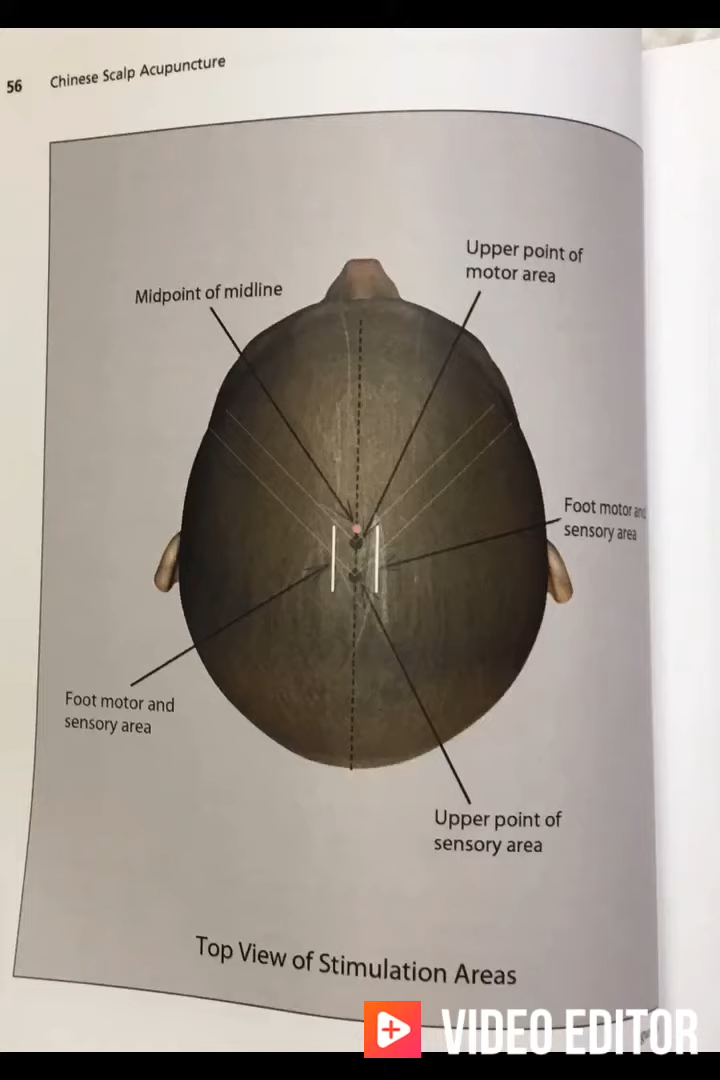 56 Chinese Scalp Acupuncture
Upper point of
motor area
Midpoint of midline
Foot motor and
sensory area
Foot motor and
sensory area
Upper point of
sensory area
Top View of Stimulation Areas
VIDEO EDITOR